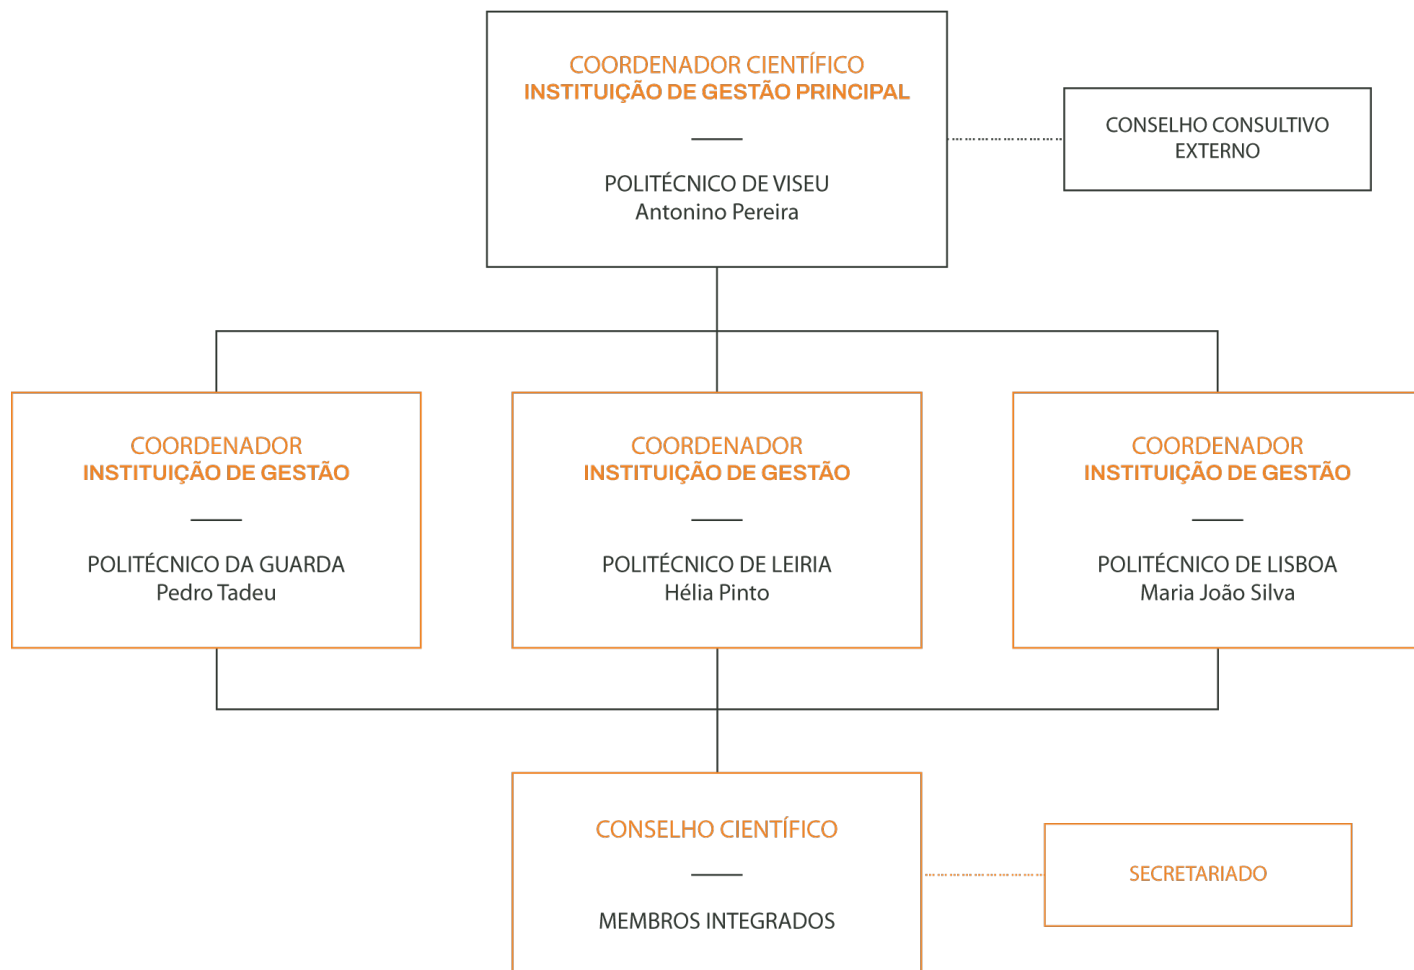 COORDENADOR CIENTÍFICO
INSTITUIÇÃO DE GESTÃO PRINCIPAL
POLITÉCNICO DE VISEU
Antonino Pereira
CONSELHO CONSULTIVO
EXTERNO
COORDENADOR
INSTITUIÇÃO DE GESTÃO
POLITÉCNICO DA GUARDA
Pedro Tadeu
COORDENADOR
INSTITUIÇÃO DE GESTÃO
POLITÉCNICO DE LEIRIA
Hélia Pinto
COORDENADOR
INSTITUIÇÃO DE GESTÃO
POLITÉCNICO DE LISBOA
Maria João Silva
CONSELHO CIENTÍFICO
MEMBROS INTEGRADOS
SECRETARIADO